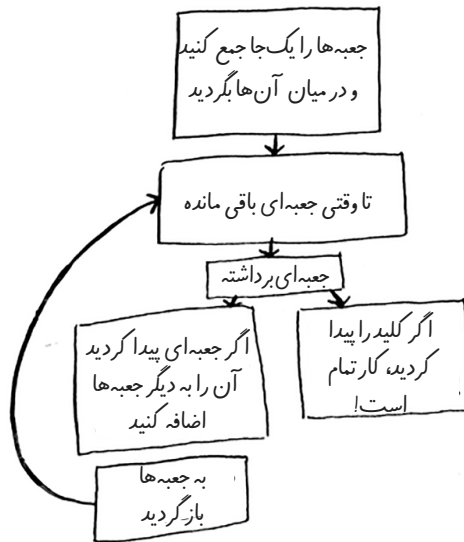 جعبه‌ها را یک‌جا جمع کنید
و در میان آن‌ها بگردید
تا وقتی جعبه‌ای باقی مانده
جعبه‌ای برداشته
اگر جعبه‌ای پیدا کردید
آن را به دیگر جعبه‌ها
اضافه کنید
اگر کلید را پیدا
کردید، کار تمام
است!
به جعبه‌ها
بازگردید